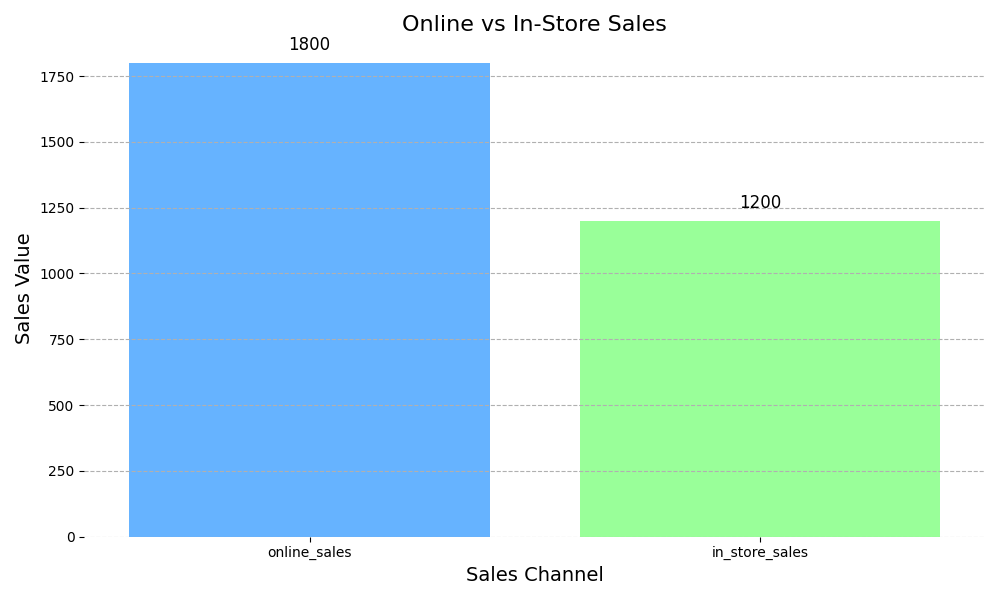 Online vs In-Store Sales
1800
1200
Sales Value
1750
1500
1250
1000
750
500
250
0
online_sales
in_store_sales
Sales Channel